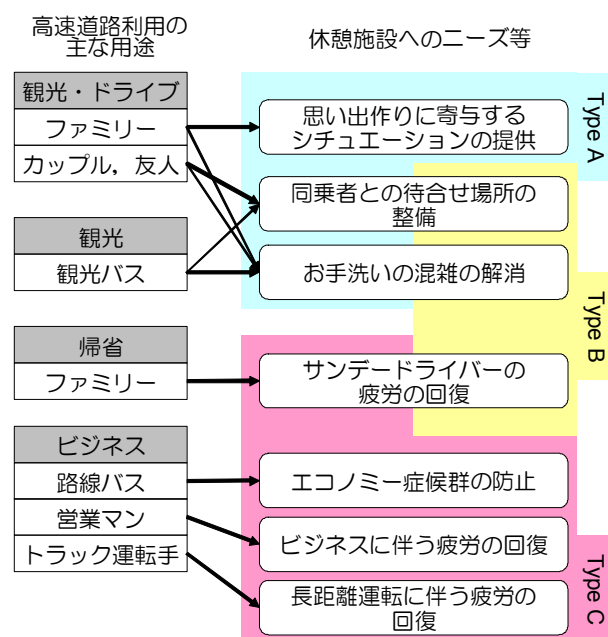 高速道路利用の
主な用途
休憩施設へのニーズ等
観光・ドライブ
ファミリー
カップル，友人
観光
観光バス
帰省
ファミリー
ビジネス
路線バス
営業マン
トラック運転手
思い出作りに寄与する
シチュエーションの提供
同乗者との待合せ場所の
整備
お手洗いの混雑の解消
サンデードライバーの
疲労の回復
エコノミー症候群の防止
ビジネスに伴う疲労の回復
長距離運転に伴う疲労の
回復
Type A
Type B
Type C